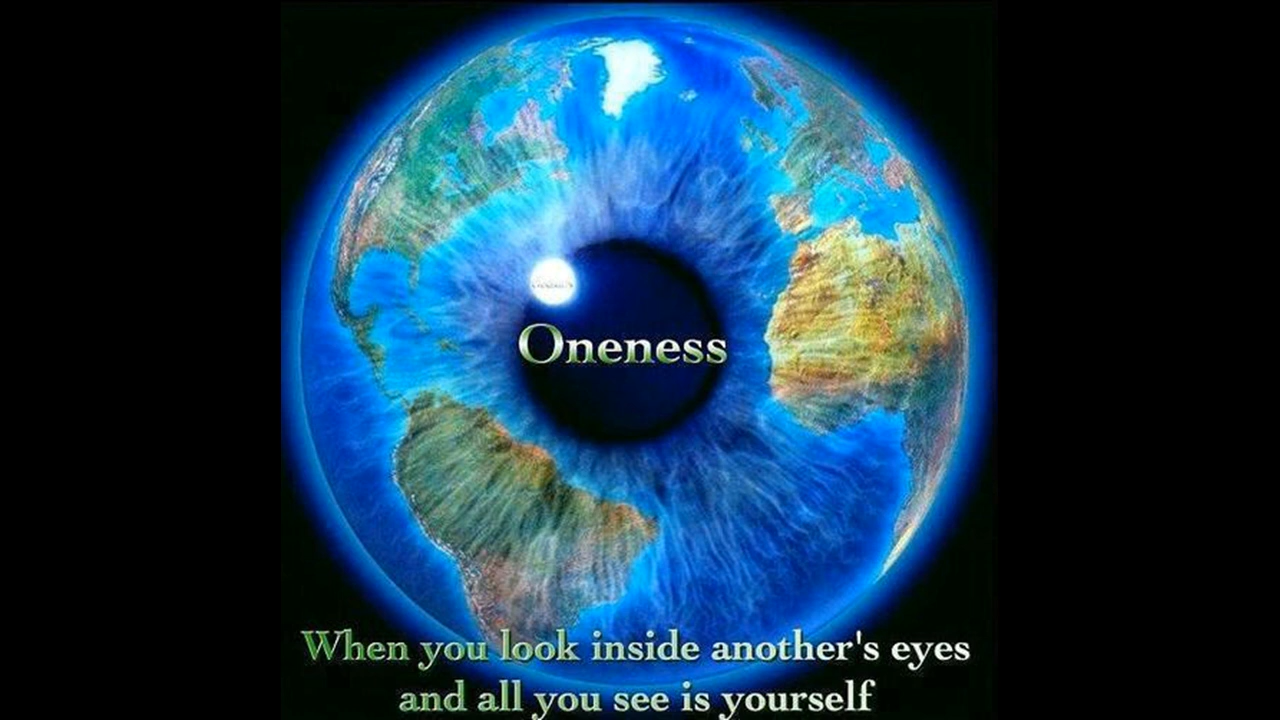 Oneness
When you look inside another's eyes
and all you see is yourself